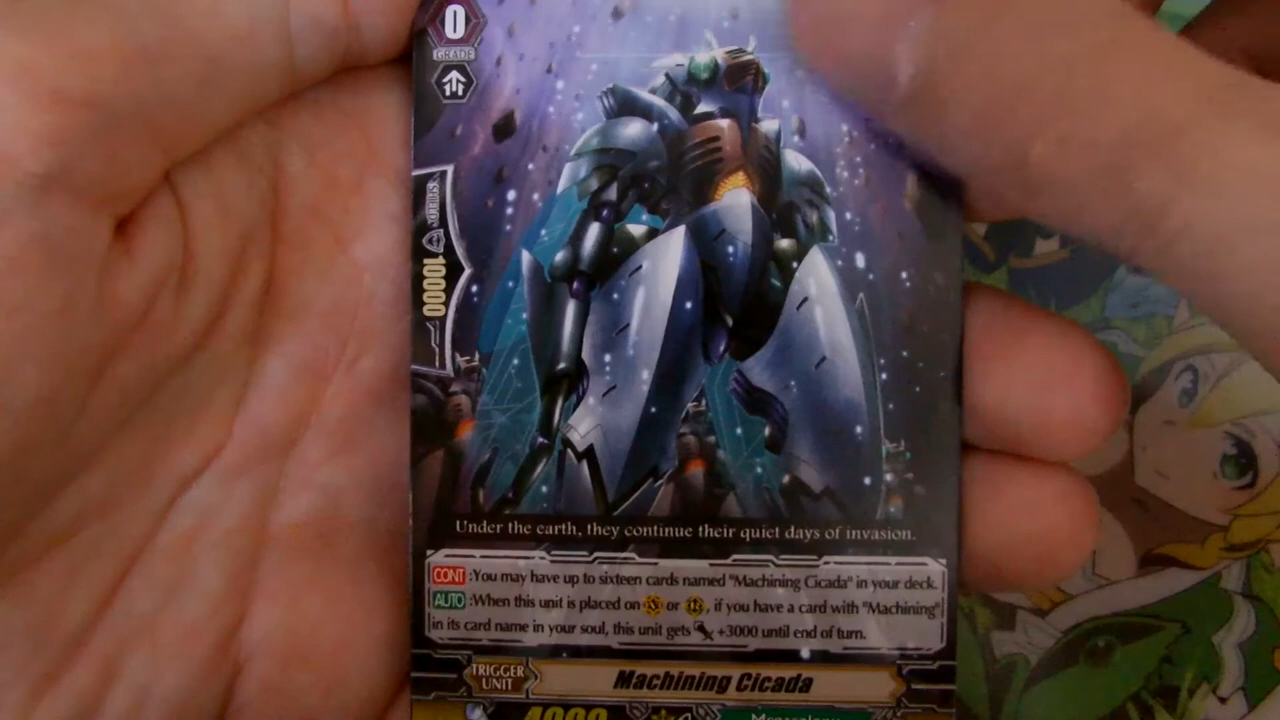 0
GRADE
SHIELD
10000
Under the earth, they continue their quiet days of invasion.
CONT :You may have up to sixteen cards named "Machining Cicada" in your deck.
AUTO :When this unit is placed on or , if you have a card with "Machining"
in its card name in your soul, this unit gets +3000 until end of turn.
TRIGGER
UNIT
Machining Cicada
4000
Megacolony